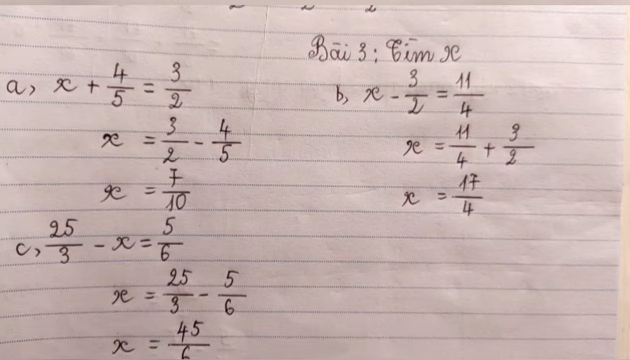 Bài 3: Tìm x
a, x + 4/5 = 3/2
x = 3/2 - 4/5
x = 7/10
b, x - 3/2 = 11/4
x = 11/4 + 3/2
x = 17/4
c, 25/3 - x = 5/6
x = 25/3 - 5/6
x = 45/6